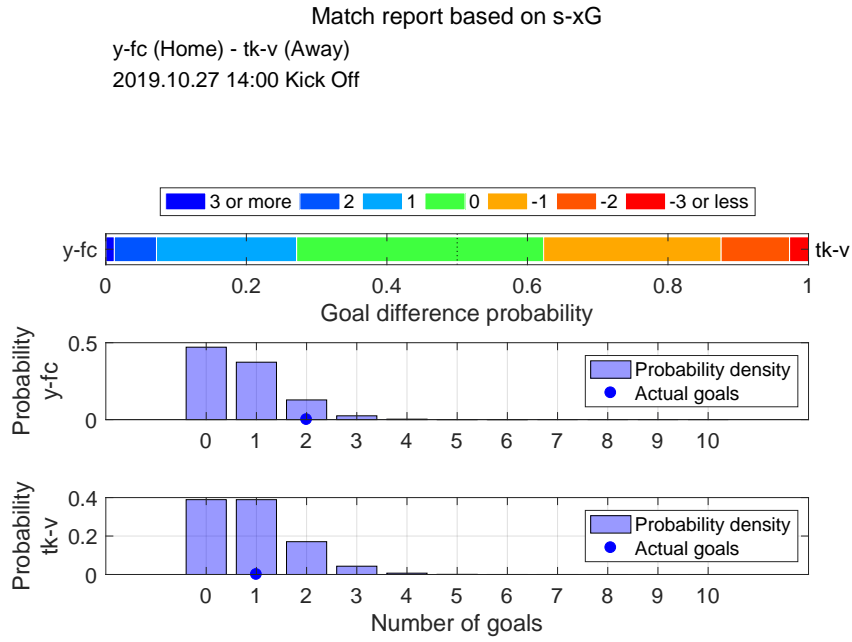 Match report based on s-xG
y-fc (Home) - tk-v (Away)
2019.10.27 14:00 Kick Off
3 or more 2 1 0 -1 -2 -3 or less
y-fc tk-v
0 0.2 0.4 0.6 0.8 1
Goal difference probability
Probability
y-fc
0.5
0
Probability density
Actual goals
0 1 2 3 4 5 6 7 8 9 10
Probability
tk-v
0.4
0.2
0
Probability density
Actual goals
0 1 2 3 4 5 6 7 8 9 10
Number of goals